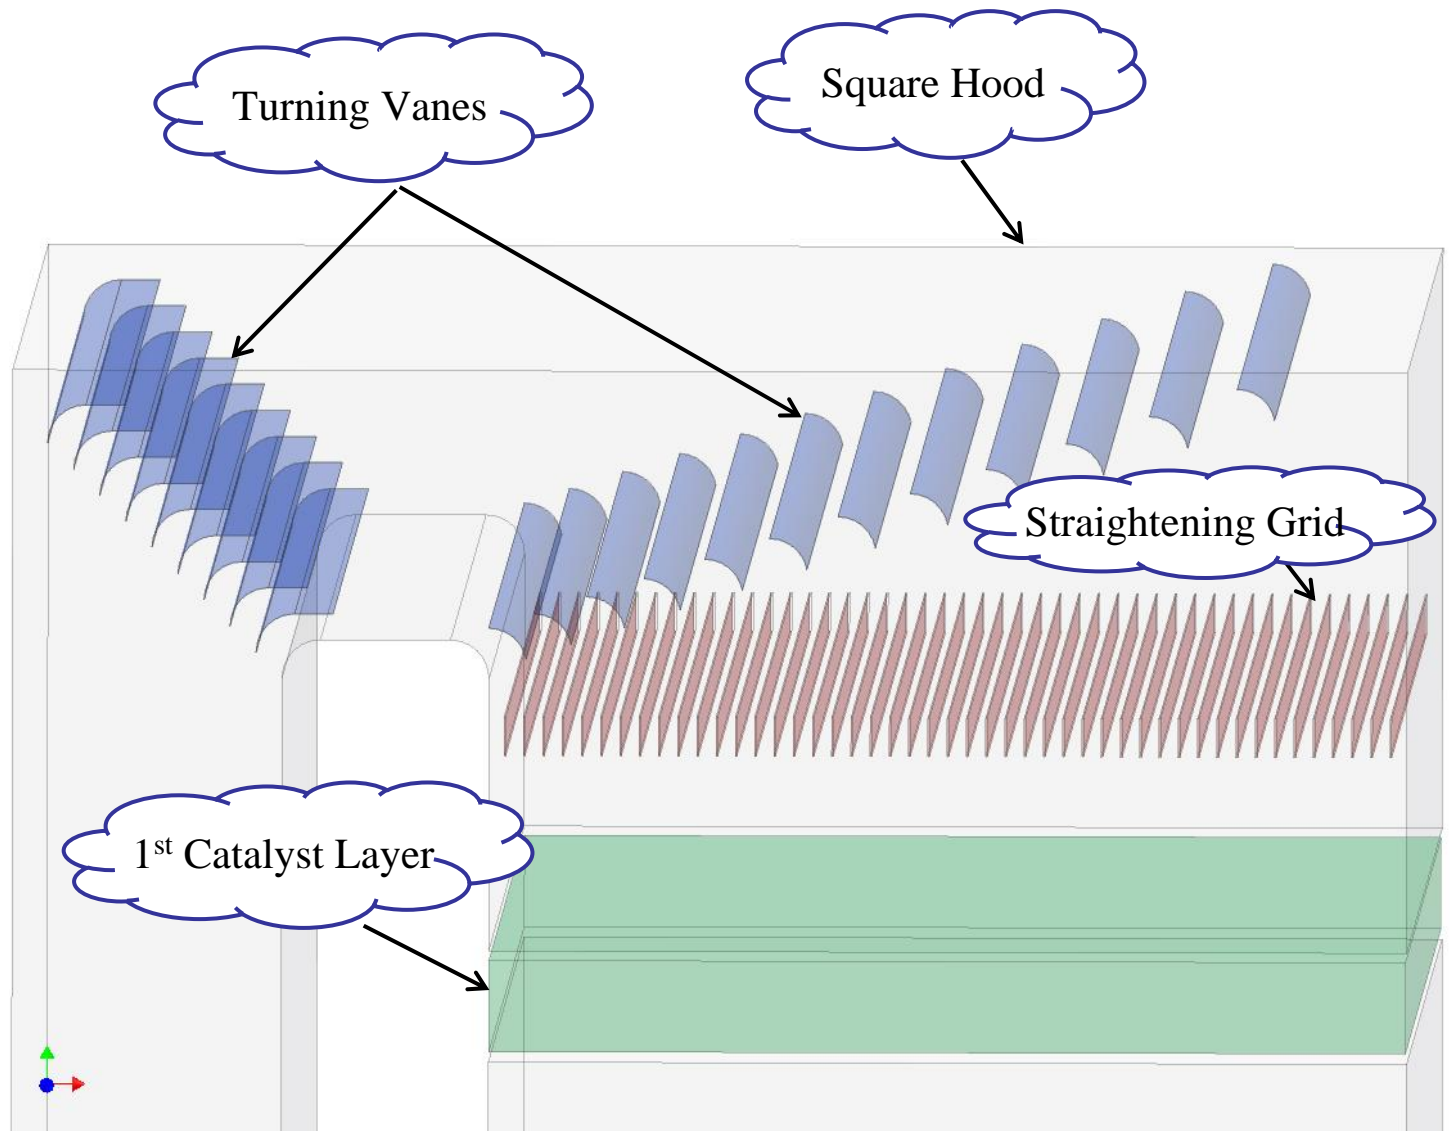 Turning Vanes
Square Hood
Straightening Grid
1st Catalyst Layer